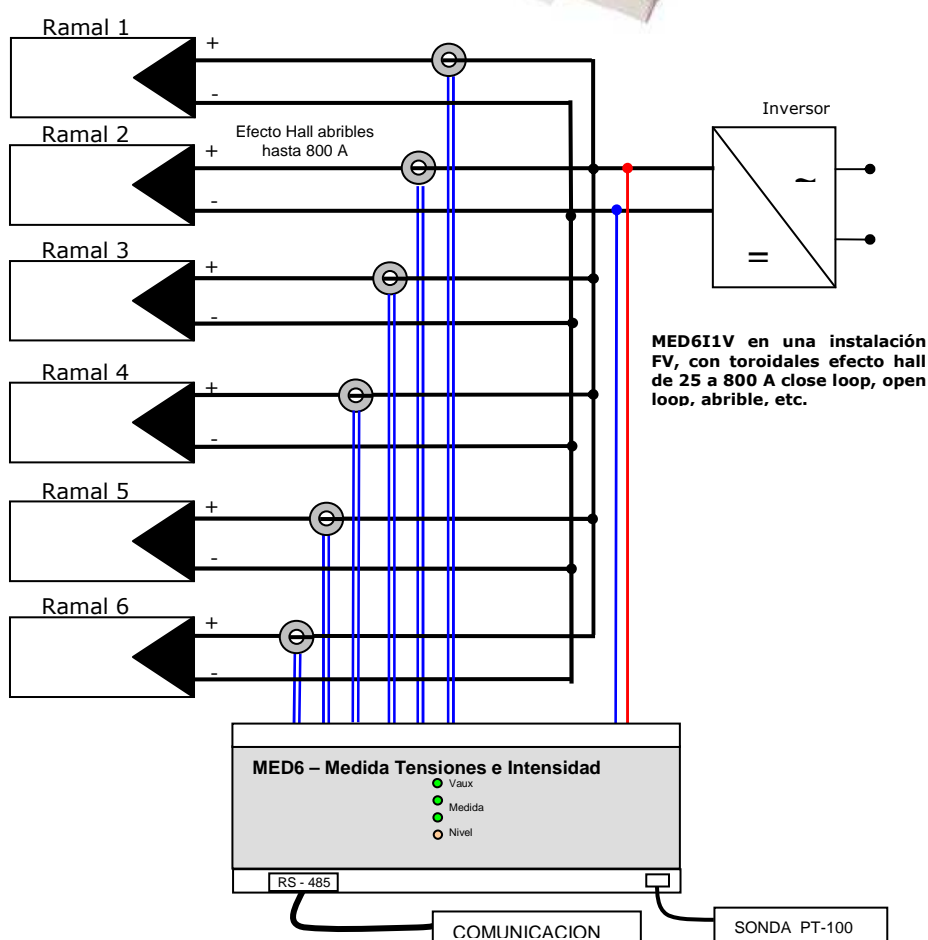 Ramal 1
+
-
Inversor
Ramal 2
Efecto Hall abribles
hasta 800 A
+
-
~
=
Ramal 3
+
-
MED6I1V en una instalación
FV, con toroidales efecto hall
de 25 a 800 A close loop, open
loop, abrible, etc.
Ramal 4
+
-
Ramal 5
+
-
Ramal 6
+
-
MED6 – Medida Tensiones e Intensidad
Vaux
Medida
Nivel
RS - 485
COMUNICACION
SONDA PT-100